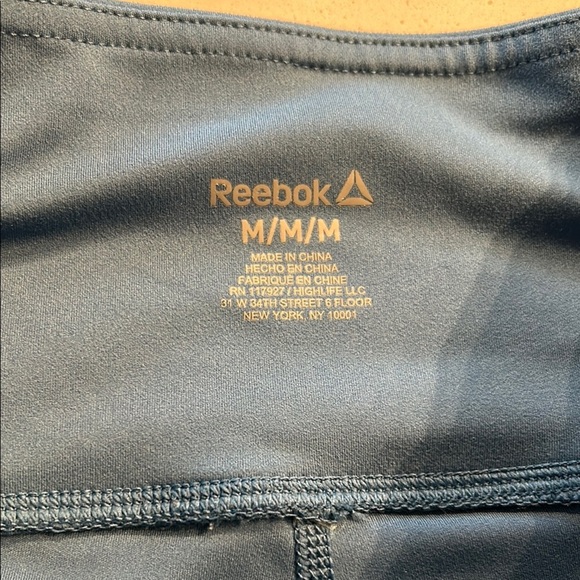 Reebok
M/M/M
MADE IN CHINA
HECHO EN CHINA
FABRIQUÉ EN CHINE
RN 117927 / HIGHLIFE LLC
31 W 34TH STREET 6 FLOOR
NEW YORK, NY 10001